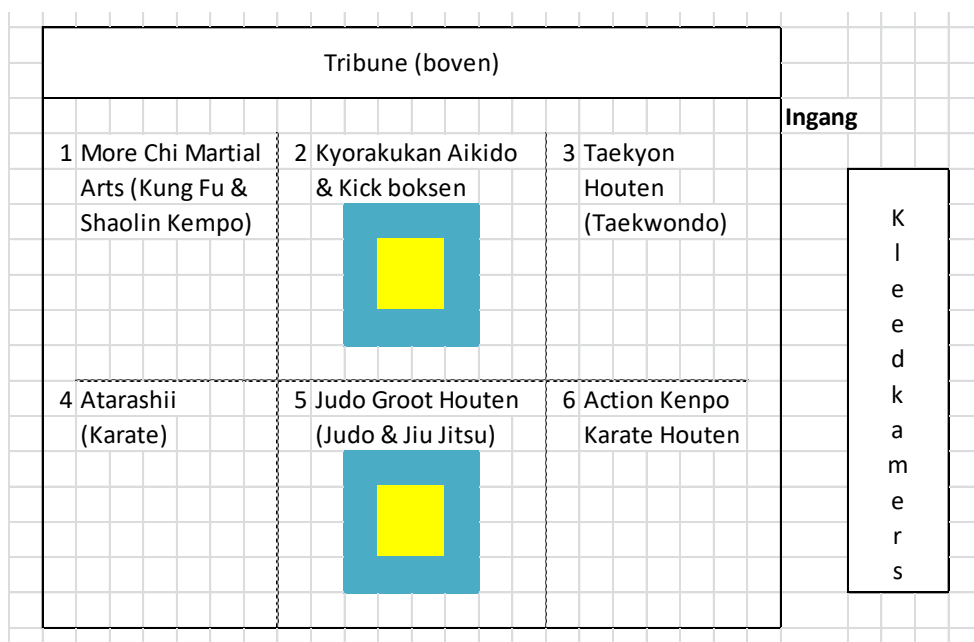 Tribune (boven)
Ingang
1 More Chi Martial
Arts (Kung Fu &
Shaolin Kempo)
2 Kyorakukan Aikido
& Kick boksen
3 Taekyon
Houten
(Taekwondo)
4 Atarashii
(Karate)
5 Judo Groot Houten
(Judo & Jiu Jitsu)
6 Action Kenpo
Karate Houten
K
l
e
e
d
k
a
m
e
r
s